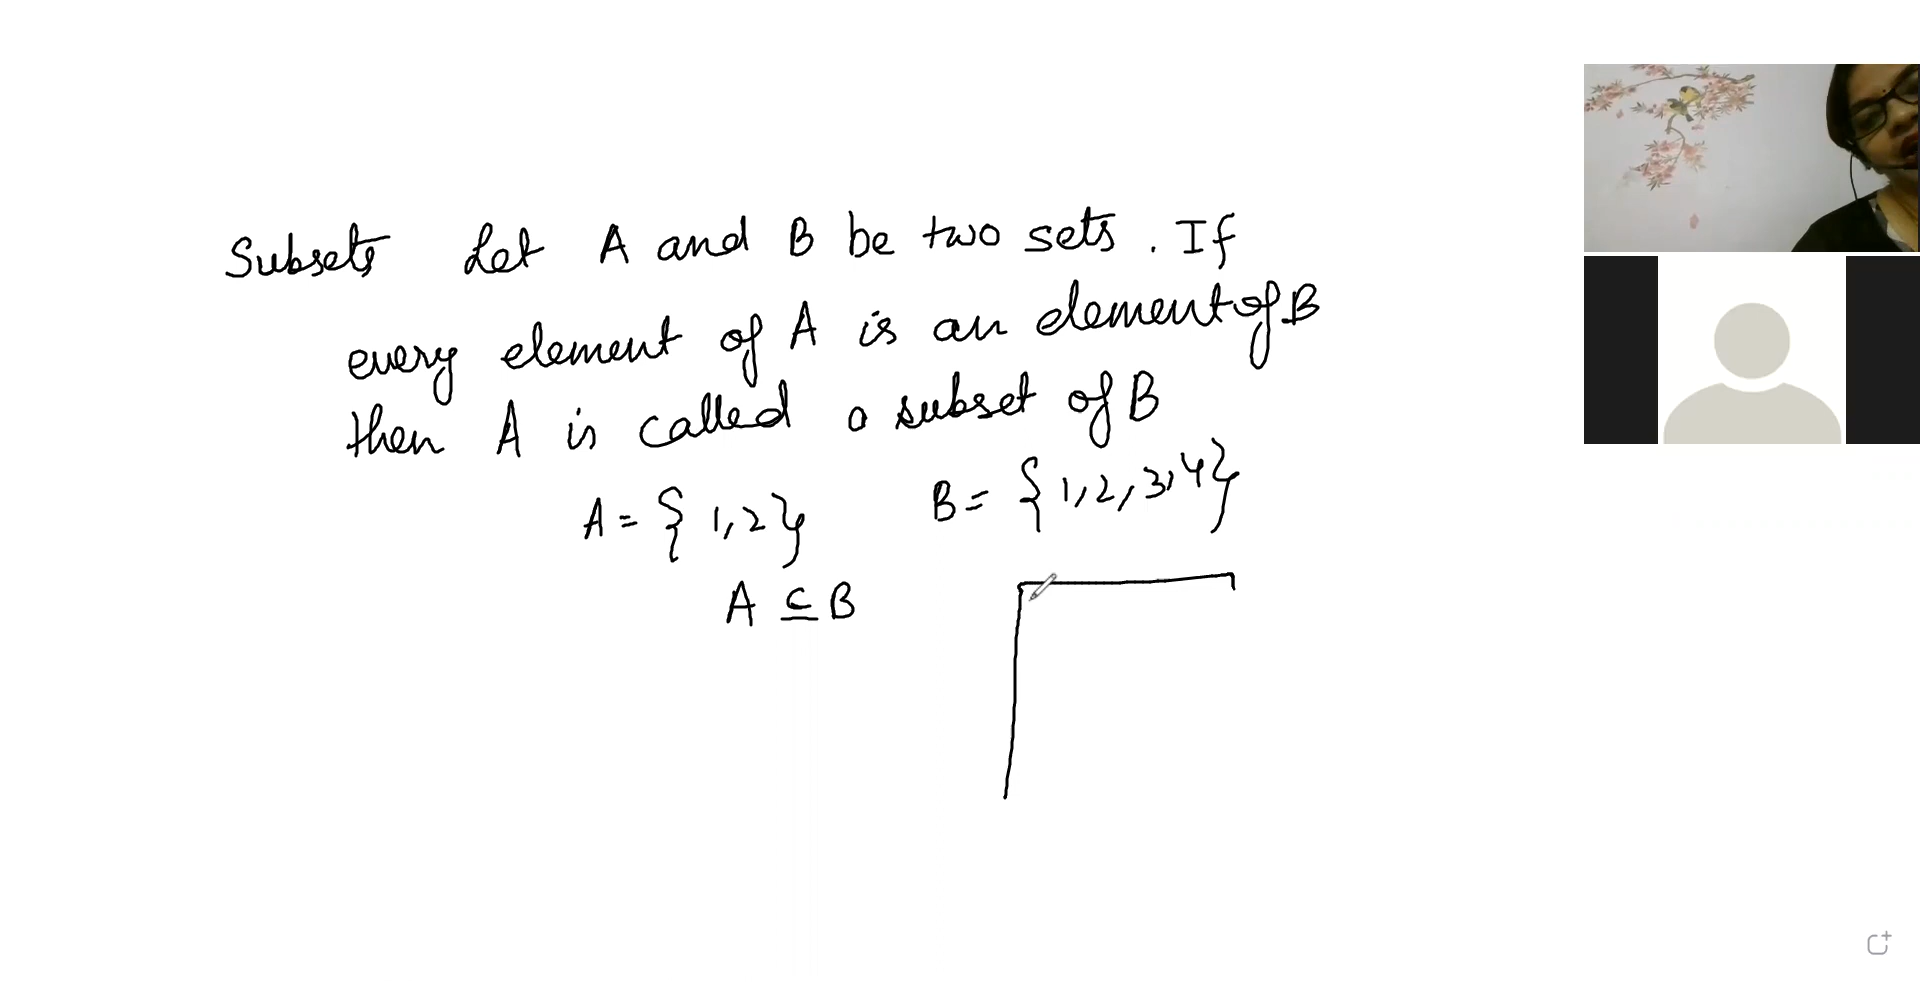 Subsets Let A and B be two sets. If
every element of A is an element of B
then A is called a subset of B
A = { 1, 2 } B = { 1, 2, 3, 4 }
A ⊆ B